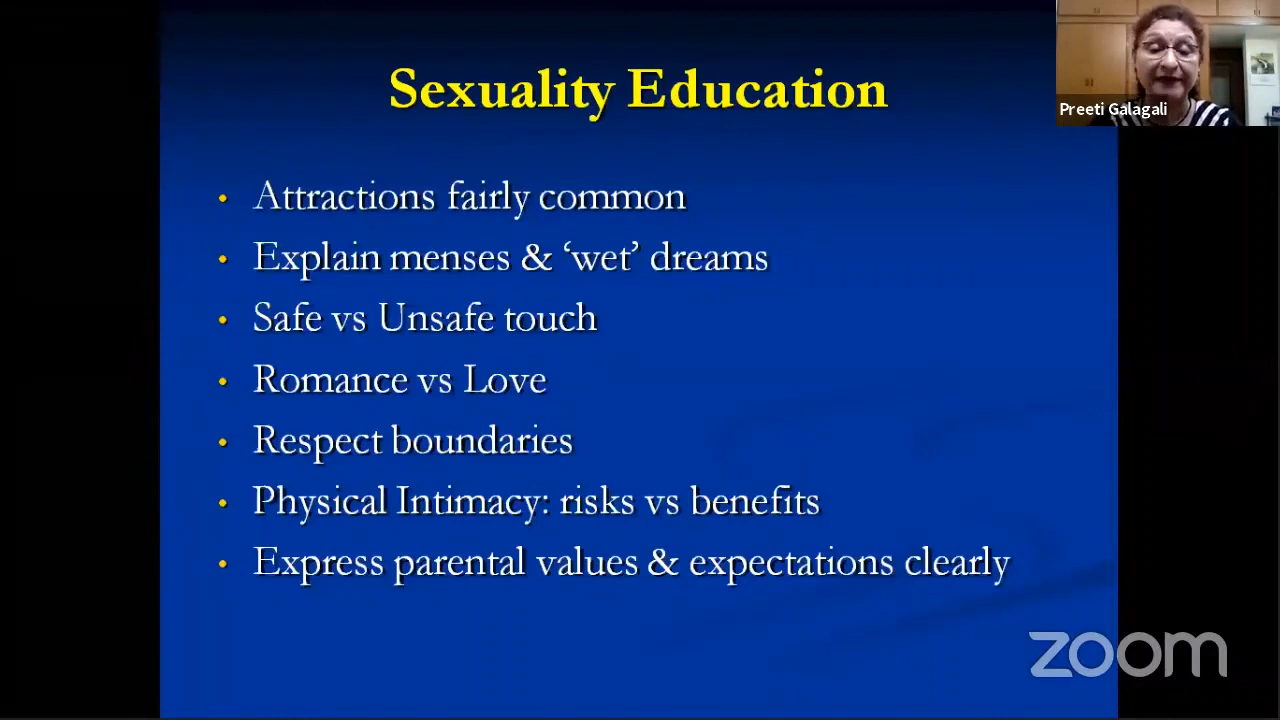 Sexuality Education
Preeti Galagali
• Attractions fairly common
• Explain menses & ‘wet’ dreams
• Safe vs Unsafe touch
• Romance vs Love
• Respect boundaries
• Physical Intimacy: risks vs benefits
• Express parental values & expectations clearly
zoom